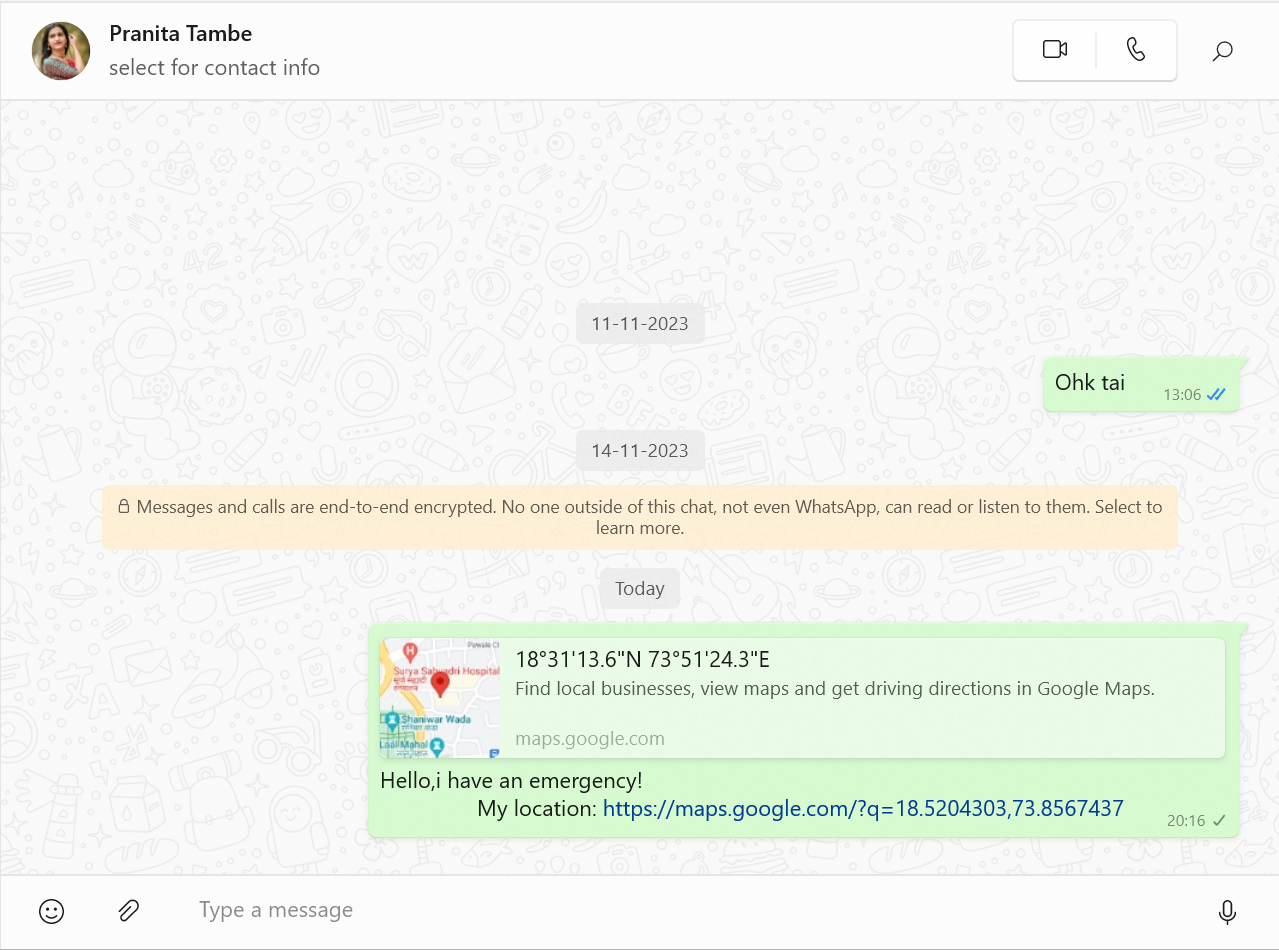 Pranita Tambe
select for contact info
11-11-2023
Ohk tai
13:06
14-11-2023
Messages and calls are end-to-end encrypted. No one outside of this chat, not even WhatsApp, can read or listen to them. Select to
learn more.
Today
Surya Sahyadri Hospital
Shaniwar Wada
शनिवार वाडा
Laal Mahal
18°31'13.6"N 73°51'24.3"E
Find local businesses, view maps and get driving directions in Google Maps.
maps.google.com
Hello,i have an emergency!
My location: https://maps.google.com/?q=18.5204303,73.8567437
20:16
Type a message